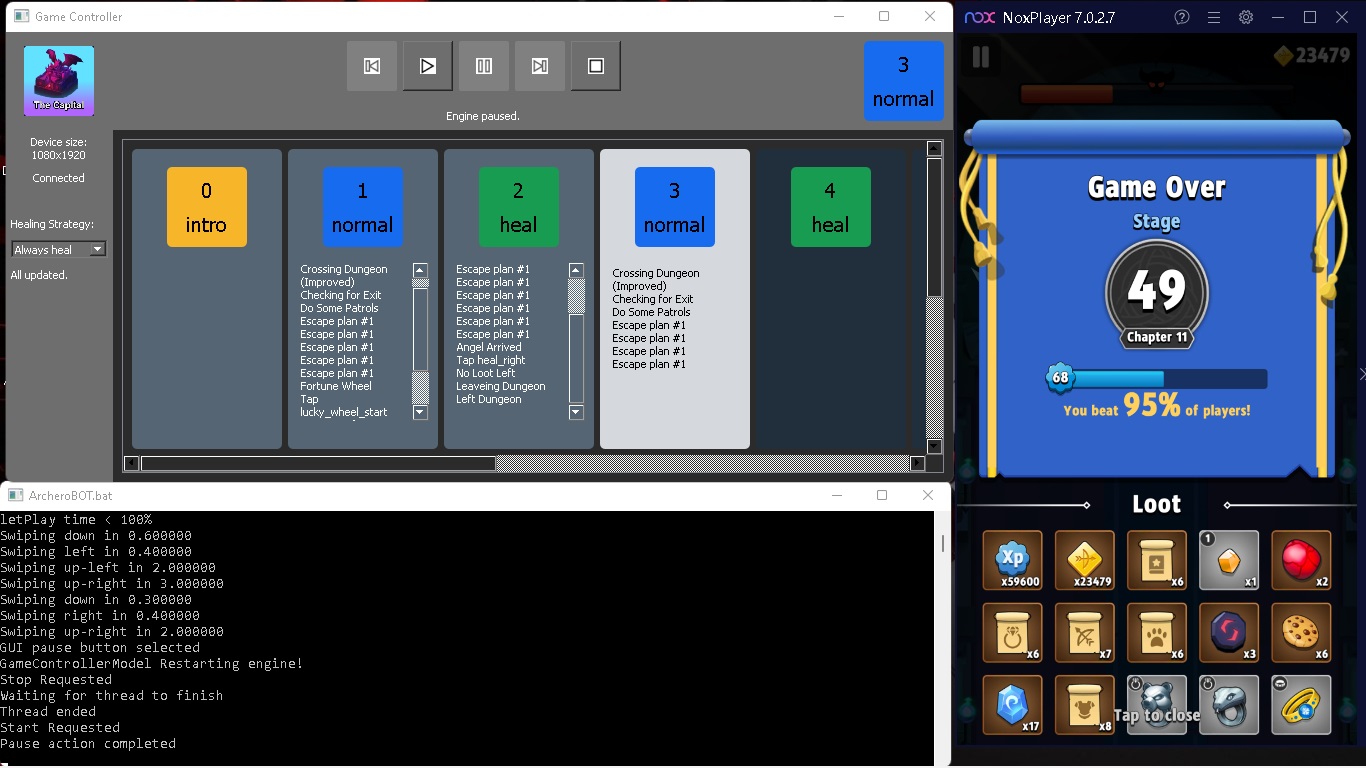 Game Controller
The Capital
Device size:
1080x1920
Connected
Healing Strategy:
Always heal
All updated.
Engine paused.
3
normal
0
intro
1
normal
Crossing Dungeon
(Improved)
Checking for Exit
Do Some Patrols
Escape plan #1
Escape plan #1
Escape plan #1
Escape plan #1
Escape plan #1
Fortune Wheel
Tap
lucky_wheel_start
2
heal
Escape plan #1
Escape plan #1
Escape plan #1
Escape plan #1
Escape plan #1
Escape plan #1
Angel Arrived
Tap heal_right
No Loot Left
Leaveing Dungeon
Left Dungeon
3
normal
Crossing Dungeon
(Improved)
Checking for Exit
Do Some Patrols
Escape plan #1
Escape plan #1
Escape plan #1
Escape plan #1
4
heal
ArcheroBOT.bat
letPlay time < 100%
Swiping down in 0.600000
Swiping left in 0.400000
Swiping up-left in 2.000000
Swiping up-right in 3.000000
Swiping down in 0.300000
Swiping right in 0.400000
Swiping up-right in 2.000000
GUI pause button selected
GameControllerModel Restarting engine!
Stop Requested
Waiting for thread to finish
Thread ended
Start Requested
Pause action completed
nox NoxPlayer 7.0.2.7
23479
Game Over
Stage
49
Chapter 11
68
You beat 95% of players!
Loot
Xp
x59600
x23479
x6
1
x1
x2
x6
x7
x6
x3
x6
x17
x8
Tap to close